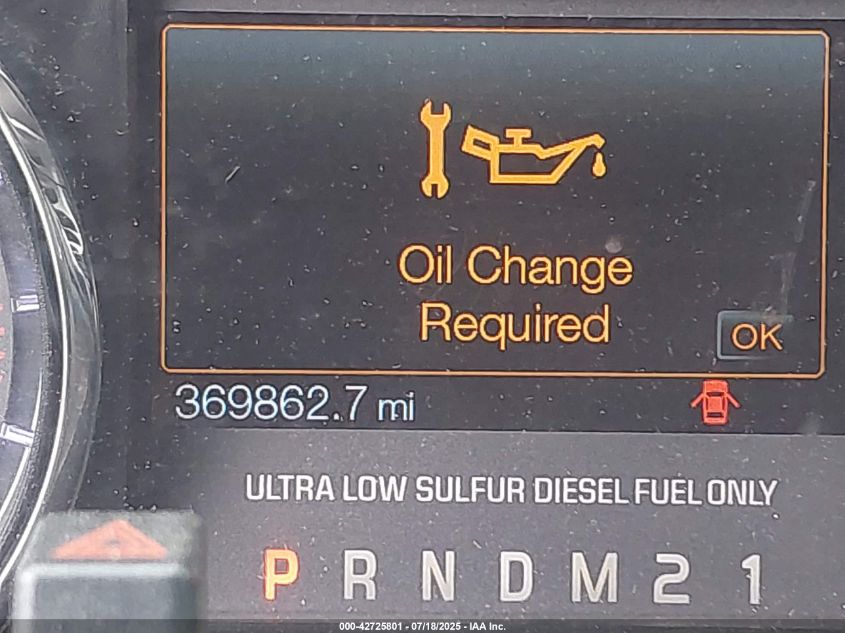 Oil Change
Required
OK
369862.7 mi
ULTRA LOW SULFUR DIESEL FUEL ONLY
P R N D M 2 1
000-42725801 - 07/18/2025 - IAA Inc.